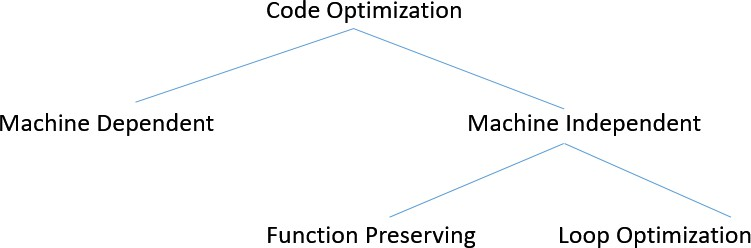 Code Optimization
Machine Dependent
Machine Independent
Function Preserving
Loop Optimization